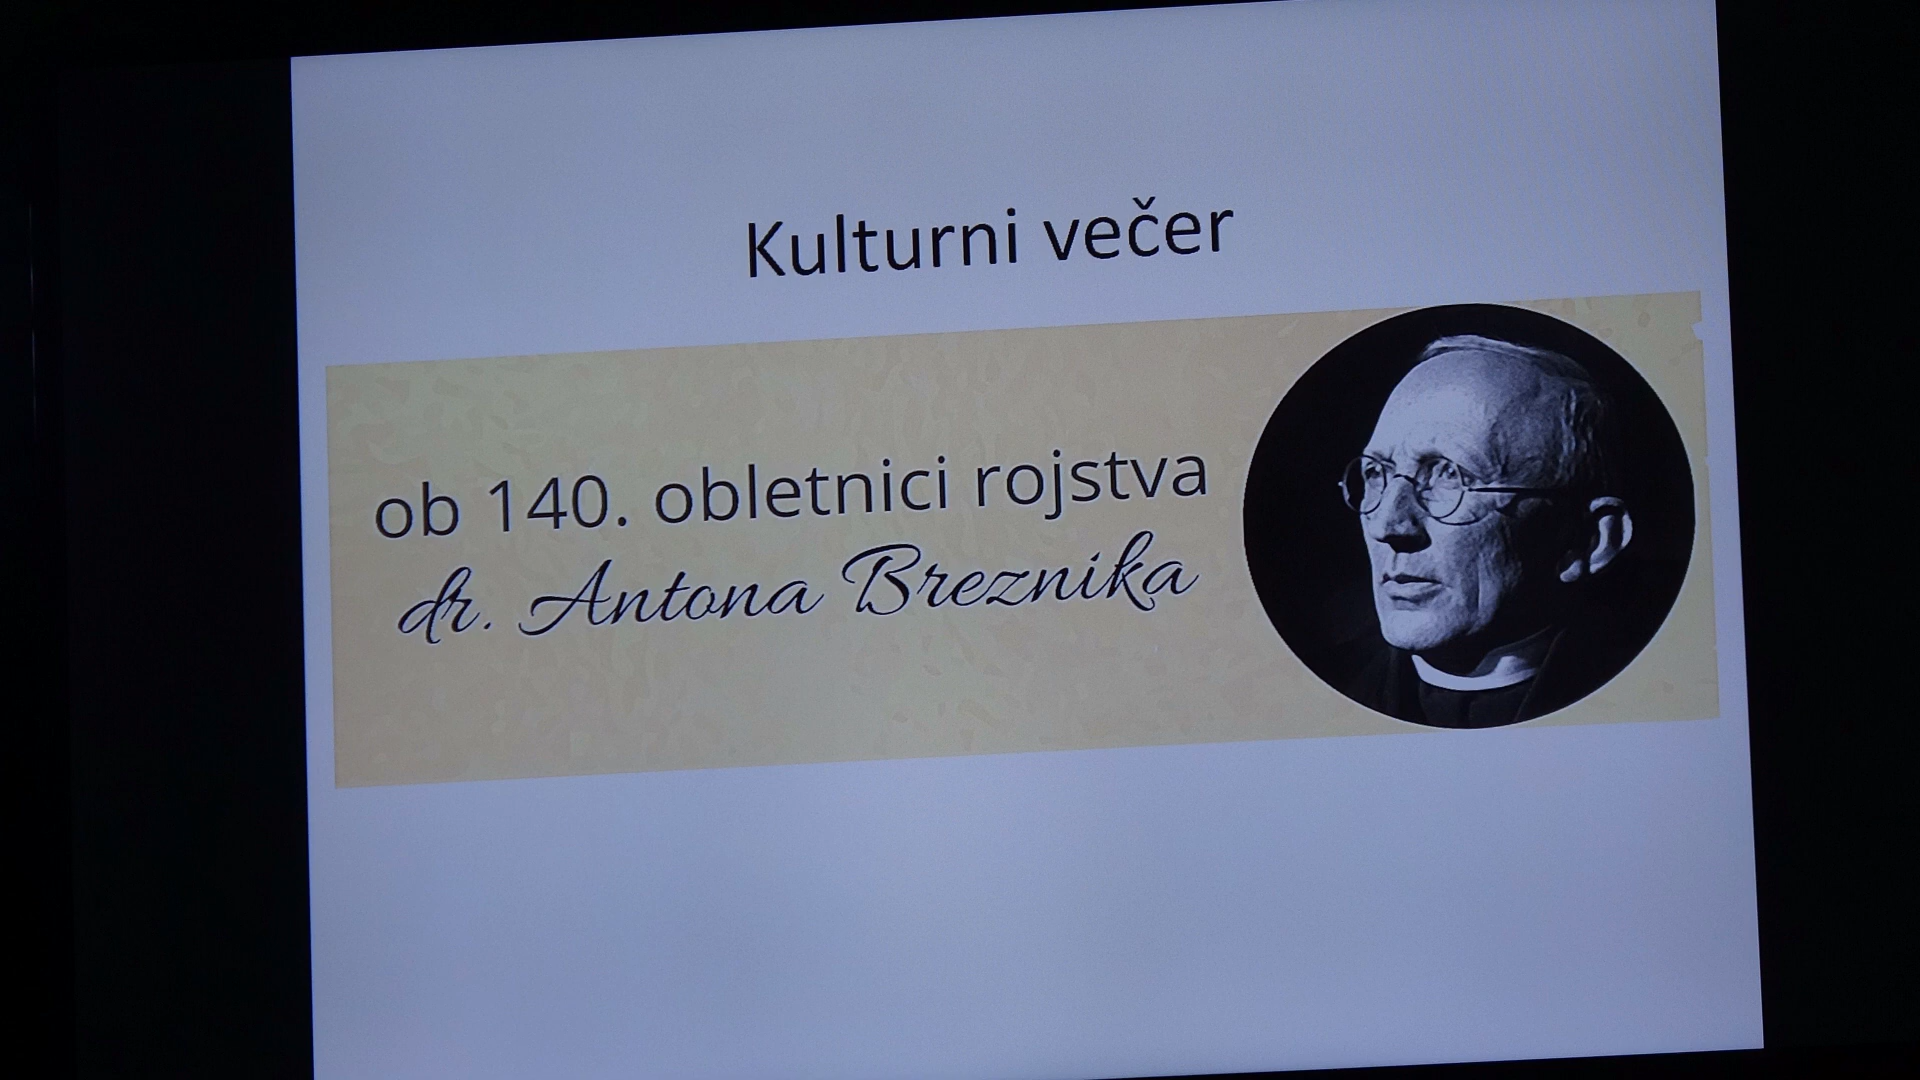 Kulturni večer
ob 140. obletnici rojstva
dr. Antona Breznika